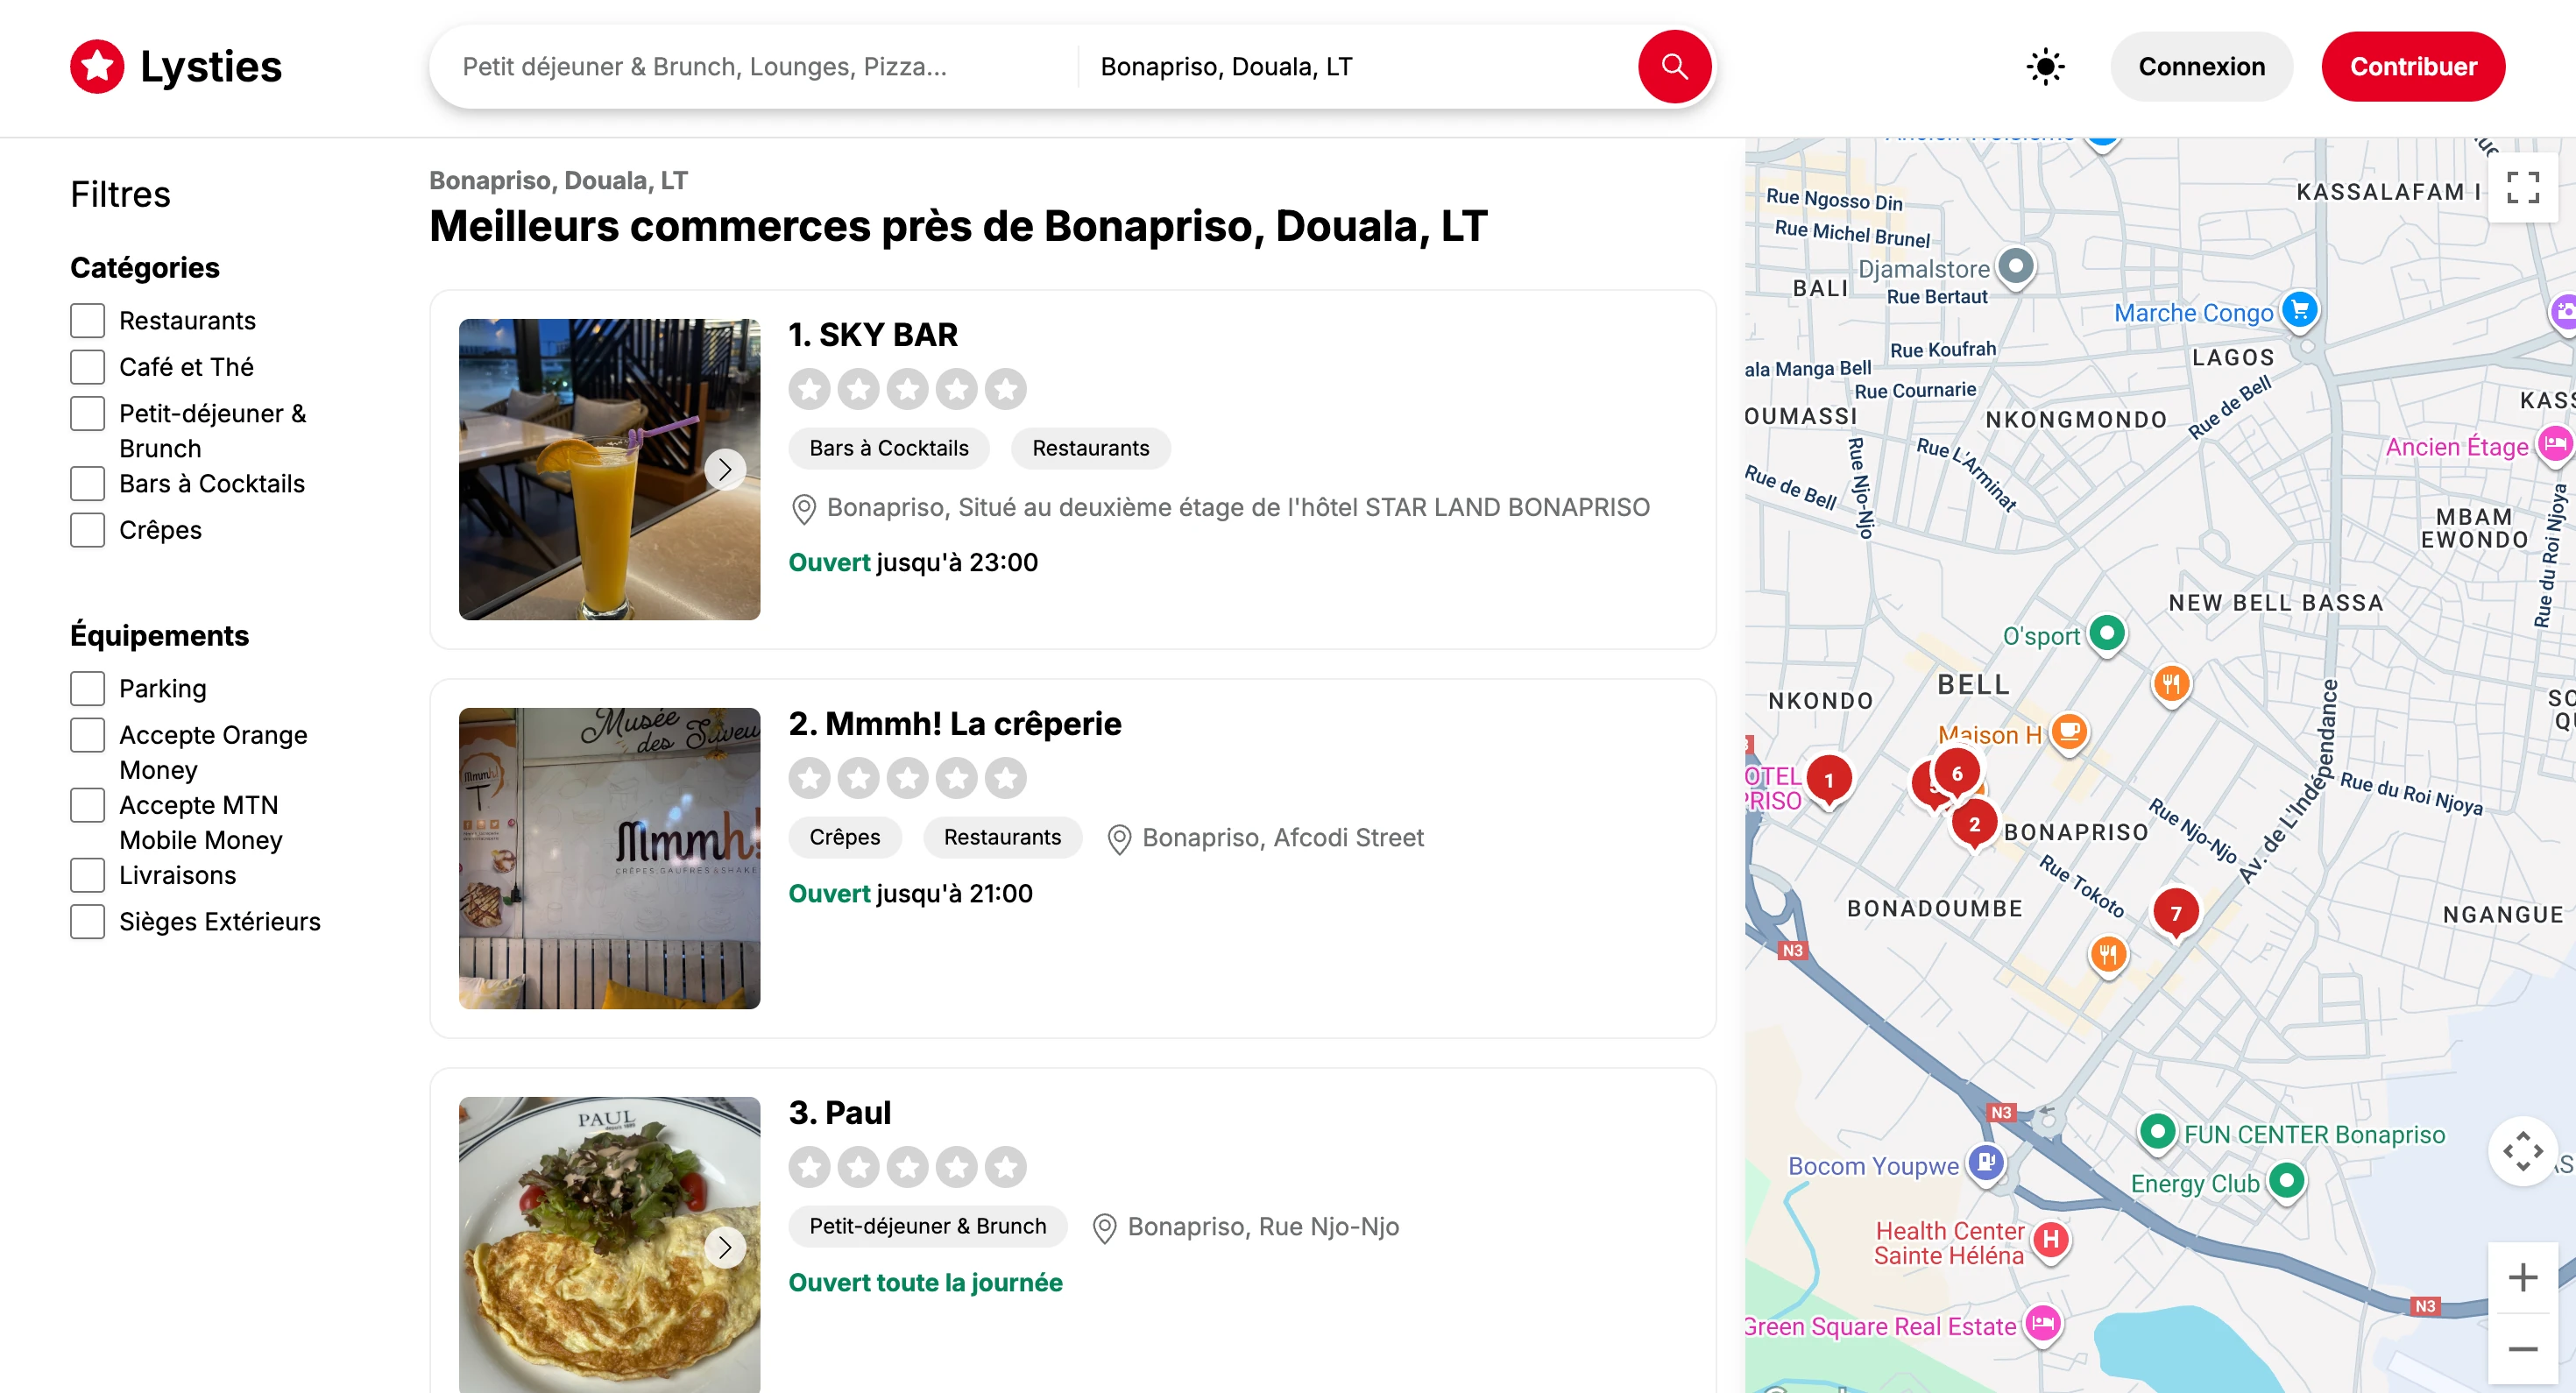 Lysties
Petit déjeuner & Brunch, Lounges, Pizza...
Bonapriso, Douala, LT
Connexion
Contribuer
Filtres
Catégories
Restaurants
Café et Thé
Petit-déjeuner &
Brunch
Bars à Cocktails
Crêpes
Équipements
Parking
Accepte Orange
Money
Accepte MTN
Mobile Money
Livraisons
Sièges Extérieurs
Bonapriso, Douala, LT
Meilleurs commerces près de Bonapriso, Douala, LT
1. SKY BAR
Bars à Cocktails
Restaurants
Bonapriso, Situé au deuxième étage de l'hôtel STAR LAND BONAPRISO
Ouvert jusqu'à 23:00
Musée
des Saveu
mmmh!
Mmmh!
CRÊPES.GAUFRES&SHAKE
2. Mmmh! La crêperie
Crêpes
Restaurants
Bonapriso, Afcodi Street
Ouvert jusqu'à 21:00
PAUL
depuis 1889
3. Paul
Petit-déjeuner & Brunch
Bonapriso, Rue Njo-Njo
Ouvert toute la journée
KASSALAFAM I
Rue Ngosso Din
Rue Michel Brunel
Djamalstore
BALI
Rue Bertaut
Marche Congo
Rue Koufrah
LAGOS
ala Manga Bell
Rue Cournarie
Rue de Bell
KASS
OUMASSI
NKONGMONDO
Rue Njo-Njo
Rue L'Arminat
Ancien Étage
Rue de Bell
MBAM
EWONDO
Rue du Roi Njoya
NEW BELL BASSA
O'sport
BELL
NKONDO
Maison H
OTEL
PRISO
1
6
2
BONAPRISO
Rue Njo-Njo
Av. de L'Indépendance
Rue du Roi Njoya
Rue Tokoto
BONADOUMBE
7
NGANGUE
N3
N3
FUN CENTER Bonapriso
Bocom Youpwe
Energy Club
Health Center
Sainte Héléna
H
N3
Green Square Real Estate